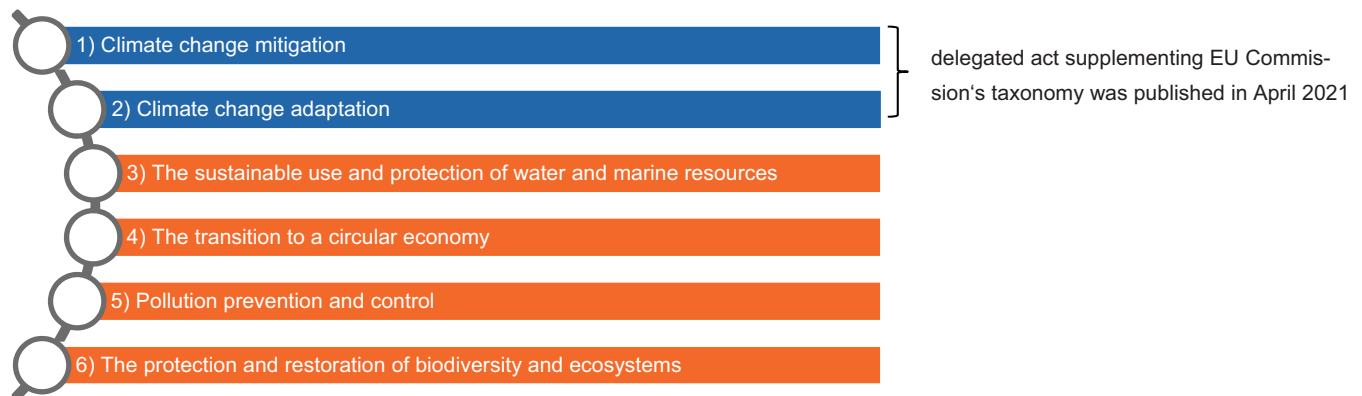 1) Climate change mitigation
2) Climate change adaptation
delegated act supplementing EU Commis-
sion‘s taxonomy was published in April 2021
3) The sustainable use and protection of water and marine resources
4) The transition to a circular economy
5) Pollution prevention and control
6) The protection and restoration of biodiversity and ecosystems